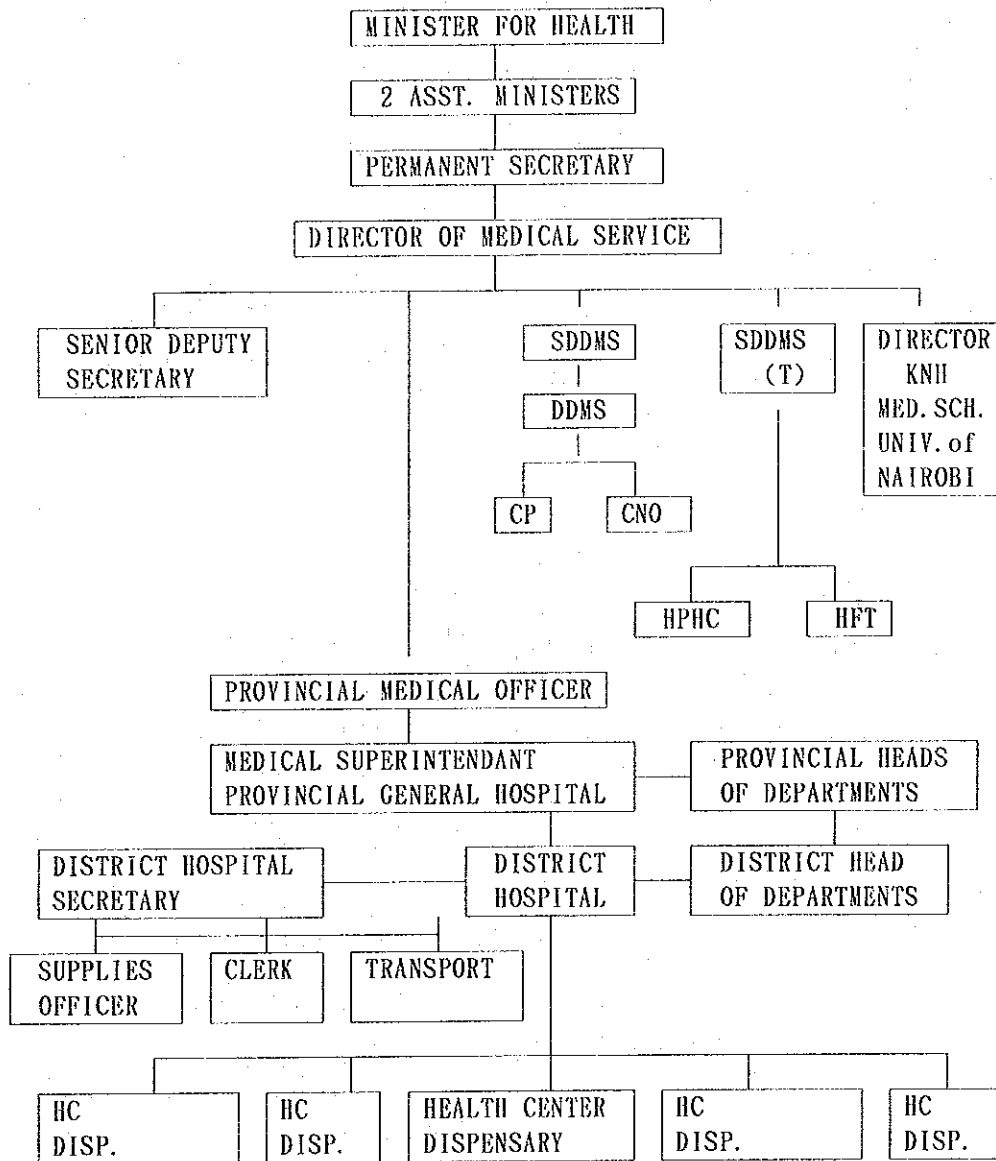 MINISTER FOR HEALTH
2 ASST. MINISTERS
PERMANENT SECRETARY
DIRECTOR OF MEDICAL SERVICE
SENIOR DEPUTY
SECRETARY
SDDMS
DDMS
CP
CNO
SDDMS
(T)
HPHC
HFT
DIRECTOR
KNH
MED. SCH.
UNIV. of
NAIROBI
PROVINCIAL MEDICAL OFFICER
MEDICAL SUPERINTENDANT
PROVINCIAL GENERAL HOSPITAL
PROVINCIAL HEADS
OF DEPARTMENTS
DISTRICT HOSPITAL
SECRETARY
DISTRICT
HOSPITAL
DISTRICT HEAD
OF DEPARTMENTS
SUPPLIES
OFFICER
CLERK
TRANSPORT
HC
DISP.
HC
DISP.
HEALTH CENTER
DISPENSARY
HC
DISP.
HC
DISP.